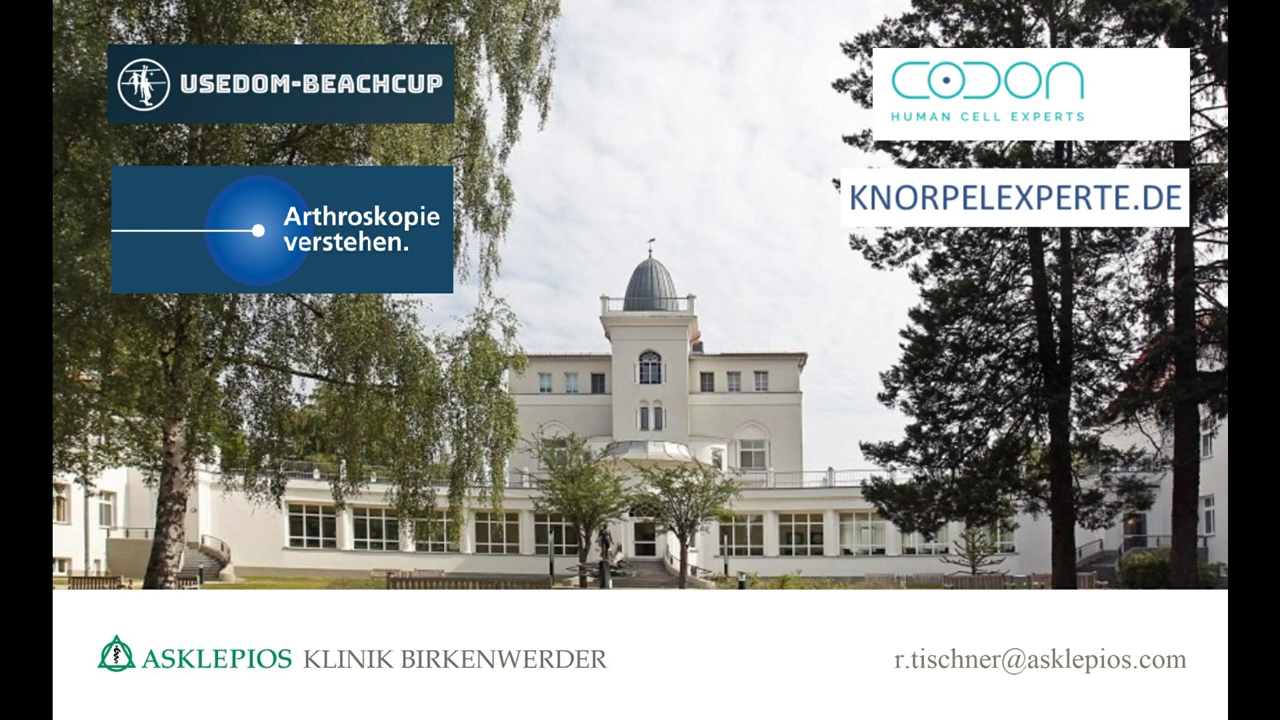 USEDOM-BEACHCUP
CODON
HUMAN CELL EXPERTS
Arthroskopie
verstehen.
KNORPELEXPERTE.DE
ASKLEPIOS KLINIK BIRKENWERDER
r.tischner@asklepios.com